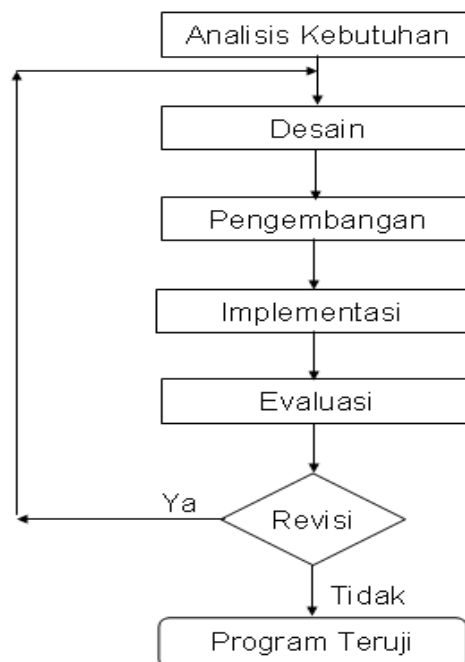 Analisis Kebutuhan
Desain
Pengembangan
Implementasi
Evaluasi
Ya
Revisi
Tidak
Program Teruji